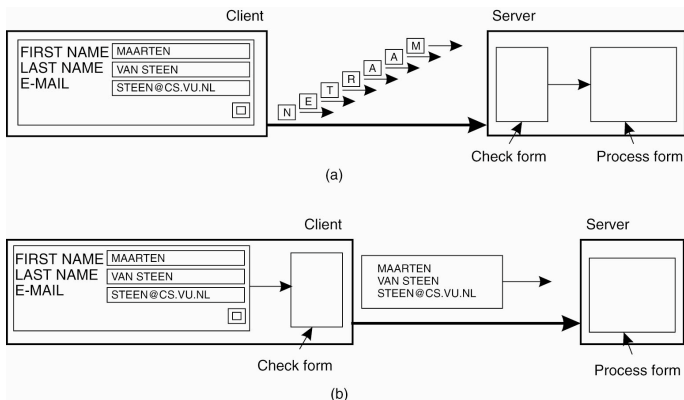 Client
Server
FIRST NAME MAARTEN
LAST NAME VAN STEEN
E-MAIL STEEN@CS.VU.NL
N E T R A A M
Check form
Process form
(a)
Client
Server
FIRST NAME MAARTEN
LAST NAME VAN STEEN
E-MAIL STEEN@CS.VU.NL
MAARTEN
VAN STEEN
STEEN@CS.VU.NL
Check form
Process form
(b)